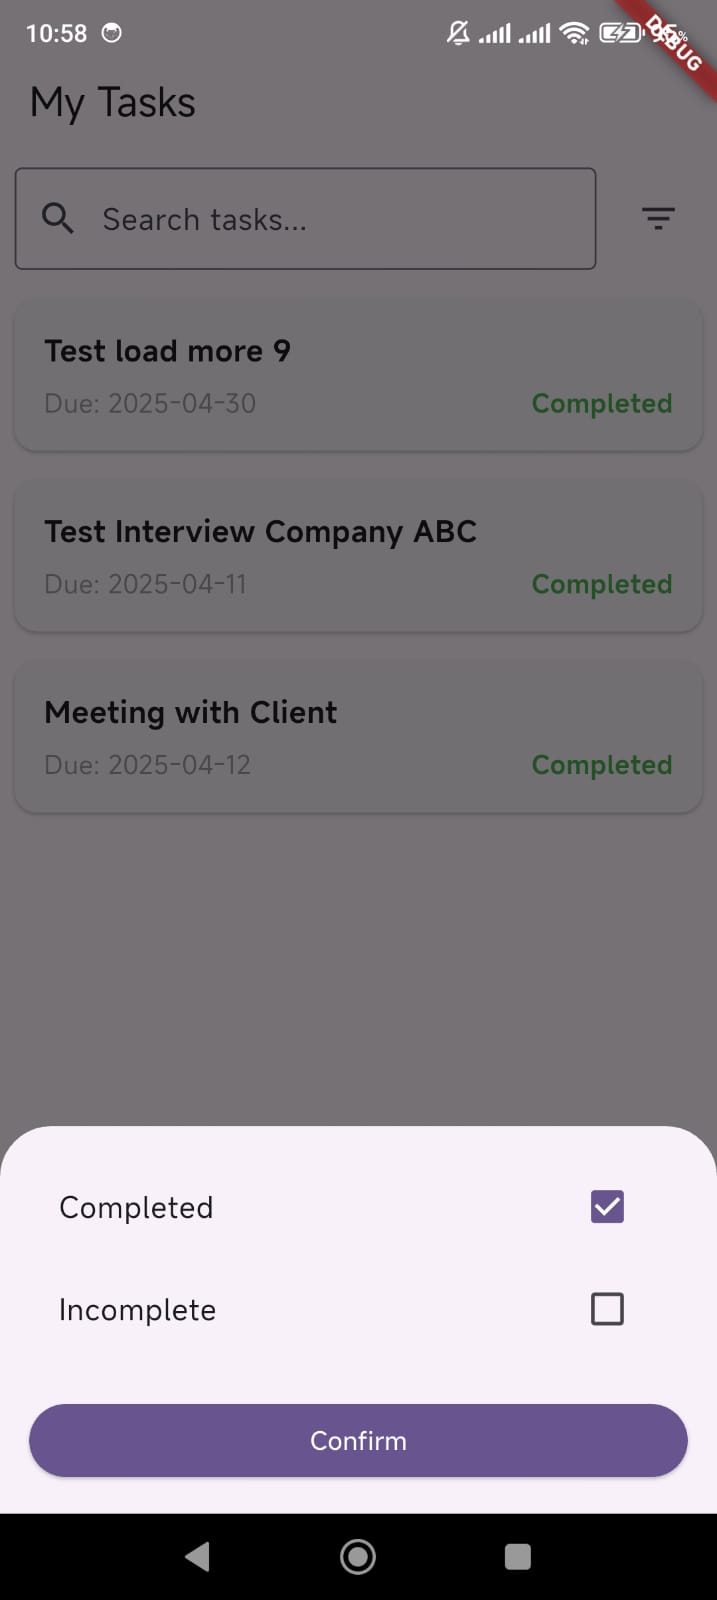 10:58
DEBUG
My Tasks
Search tasks...
Test load more 9
Due: 2025-04-30 Completed
Test Interview Company ABC
Due: 2025-04-11 Completed
Meeting with Client
Due: 2025-04-12 Completed
Completed
Incomplete
Confirm